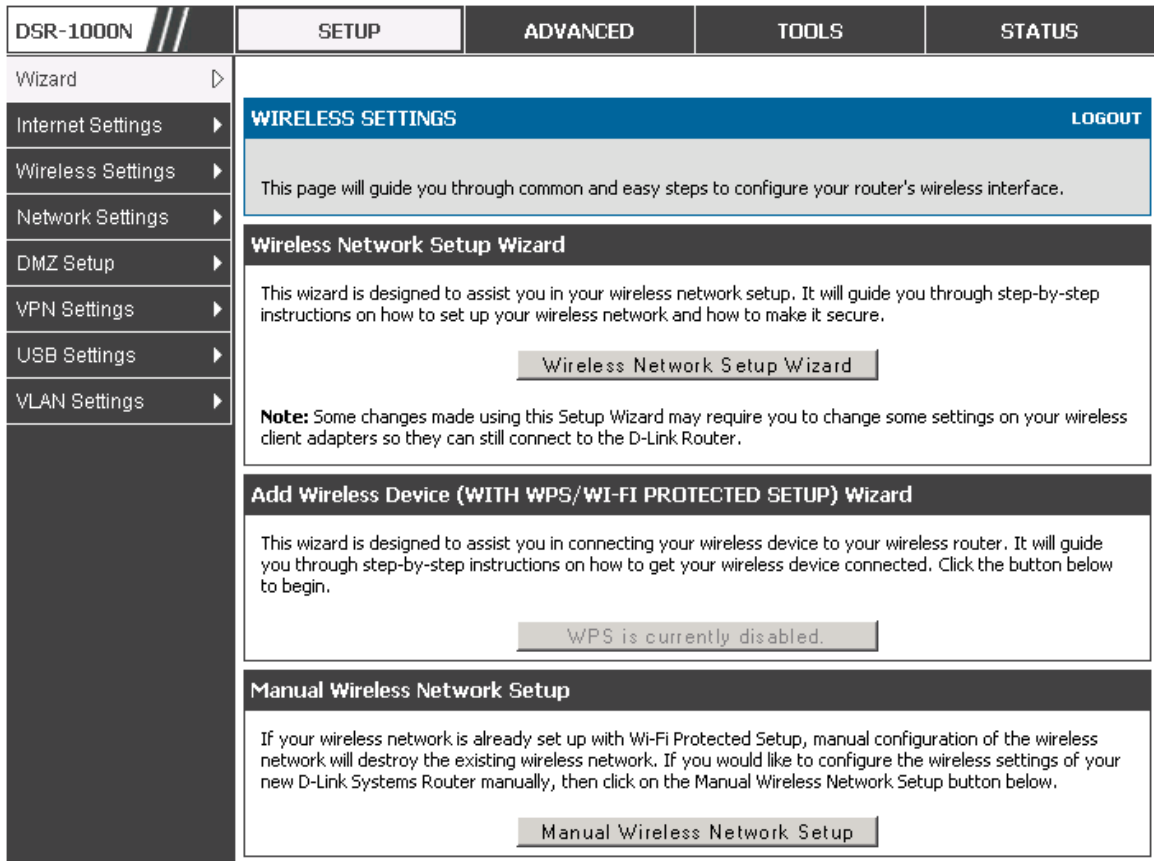 DSR-1000N
SETUP
ADVANCED
TOOLS
STATUS
Wizard
Internet Settings
Wireless Settings
Network Settings
DMZ Setup
VPN Settings
USB Settings
VLAN Settings
WIRELESS SETTINGS
LOGOUT
This page will guide you through common and easy steps to configure your router's wireless interface.
Wireless Network Setup Wizard
This wizard is designed to assist you in your wireless network setup. It will guide you through step-by-step
instructions on how to set up your wireless network and how to make it secure.
Wireless Network Setup Wizard
Note: Some changes made using this Setup Wizard may require you to change some settings on your wireless
client adapters so they can still connect to the D-Link Router.
Add Wireless Device (WITH WPS/WI-FI PROTECTED SETUP) Wizard
This wizard is designed to assist you in connecting your wireless device to your wireless router. It will guide
you through step-by-step instructions on how to get your wireless device connected. Click the button below
to begin.
WPS is currently disabled.
Manual Wireless Network Setup
If your wireless network is already set up with Wi-Fi Protected Setup, manual configuration of the wireless
network will destroy the existing wireless network. If you would like to configure the wireless settings of your
new D-Link Systems Router manually, then click on the Manual Wireless Network Setup button below.
Manual Wireless Network Setup